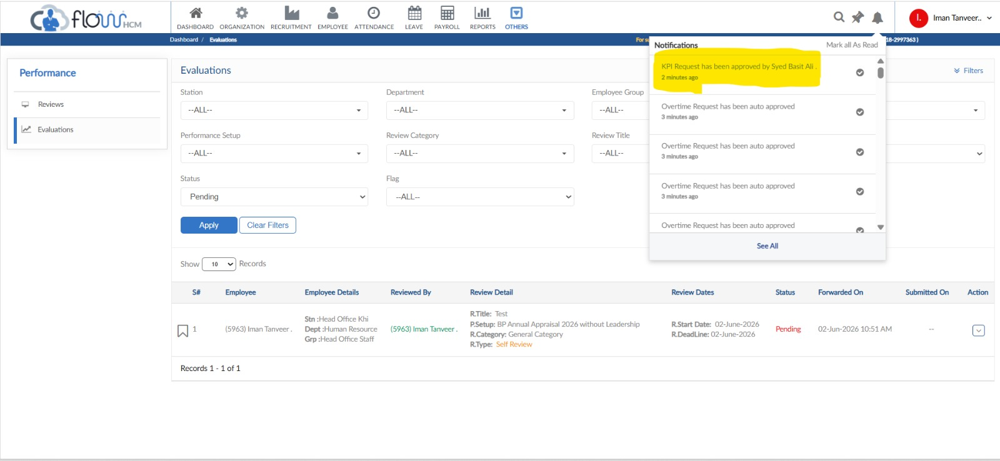 flowHCM
DASHBOARD ORGANIZATION RECRUITMENT EMPLOYEE ATTENDANCE LEAVE PAYROLL REPORTS OTHERS
I. Iman Tanveer..
Dashboard / Evaluations
For su
18-2997363 )
Performance
Reviews
Evaluations
Evaluations
Filters
Station
Department
Employee Group
--ALL--
--ALL--
--ALL--
Performance Setup
Review Category
Review Title
--ALL--
--ALL--
--ALL--
Status
Flag
Pending
--ALL--
Apply
Clear Filters
Notifications
Mark all As Read
KPI Request has been approved by Syed Basit Ali .
2 minutes ago
Overtime Request has been auto approved
3 minutes ago
Overtime Request has been auto approved
3 minutes ago
Overtime Request has been auto approved
3 minutes ago
Overtime Request has been auto approved
See All
Show 10 Records
S# Employee Employee Details Reviewed By Review Detail Review Dates Status Forwarded On Submitted On Action
1
(5963) Iman Tanveer .
Stn :Head Office Khi
Dept :Human Resource
Grp :Head Office Staff
(5963) Iman Tanveer .
R.Title: Test
P.Setup: BP Annual Appraisal 2026 without Leadership
R.Category: General Category
R.Type: Self Review
R.Start Date: 02-June-2026
R.DeadLine: 02-June-2026
Pending
02-Jun-2026 10:51 AM
--
Records 1 - 1 of 1